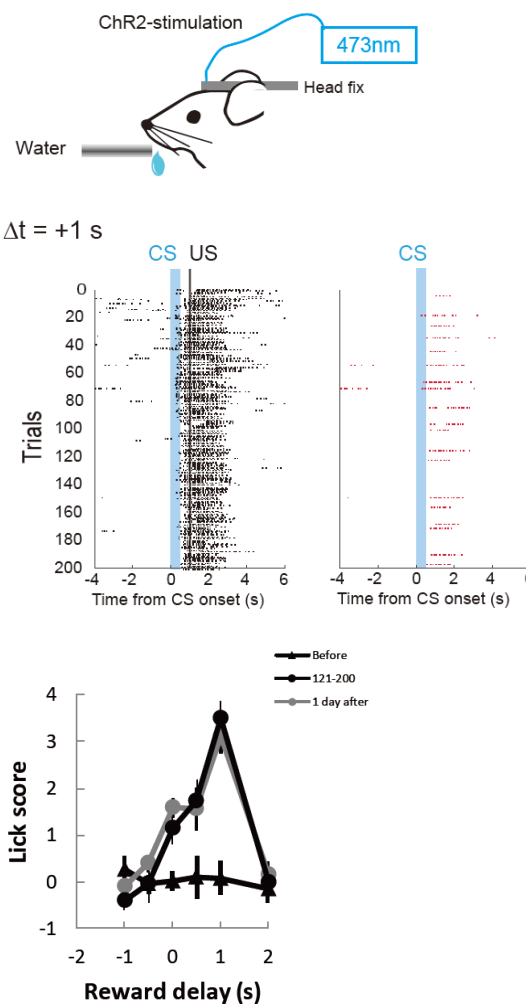 ChR2-stimulation
473nm
Head fix
Water
Δt = +1 s
CS US
CS
Trials
0
20
40
60
80
100
120
140
160
180
200
-4 -2 0 2 4 6
Time from CS onset (s)
-4 -2 0 2 4 6
Time from CS onset (s)
Before
121-200
1 day after
Lick score
4
3
2
1
0
-1
-2 -1 0 1 2
Reward delay (s)